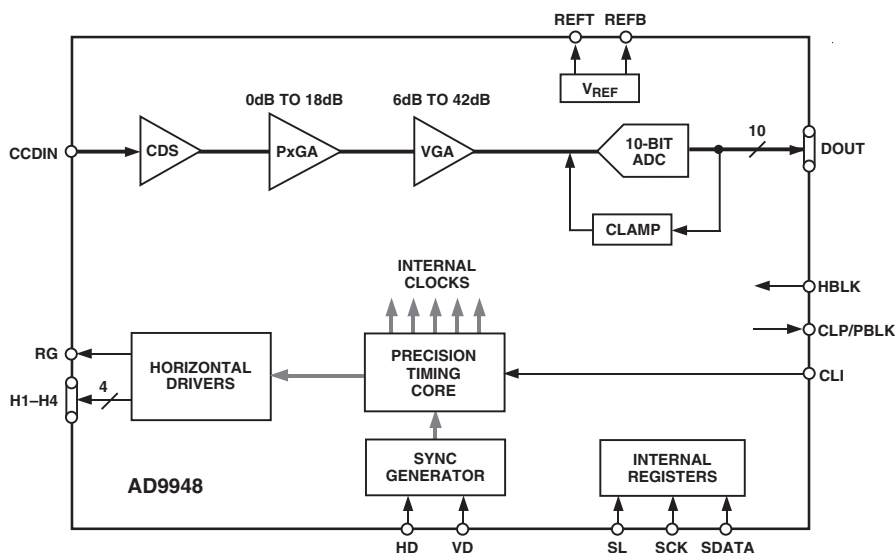 REFT REFB
VREF
0dB TO 18dB
6dB TO 42dB
CCDIN
CDS
PxGA
VGA
10-BIT
ADC
10
DOUT
CLAMP
INTERNAL
CLOCKS
HBLK
CLP/PBLK
RG
HORIZONTAL
DRIVERS
PRECISION
TIMING
CORE
CLI
H1–H4
4
SYNC
GENERATOR
INTERNAL
REGISTERS
AD9948
HD VD SL SCK SDATA